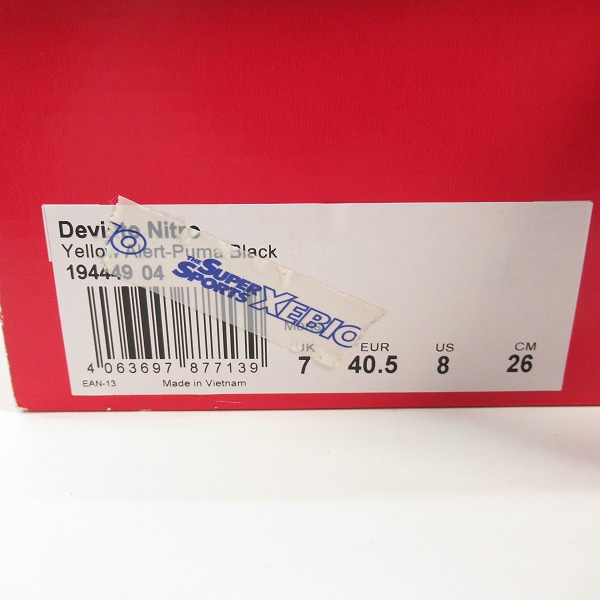 Deviate Nitro
Yellow Alert-Puma Black
194449 04
THE SUPER SPORTS XEBIO
Mens
UK EUR US CM
7 40.5 8 26
4 063697 877139
EAN-13 Made in Vietnam